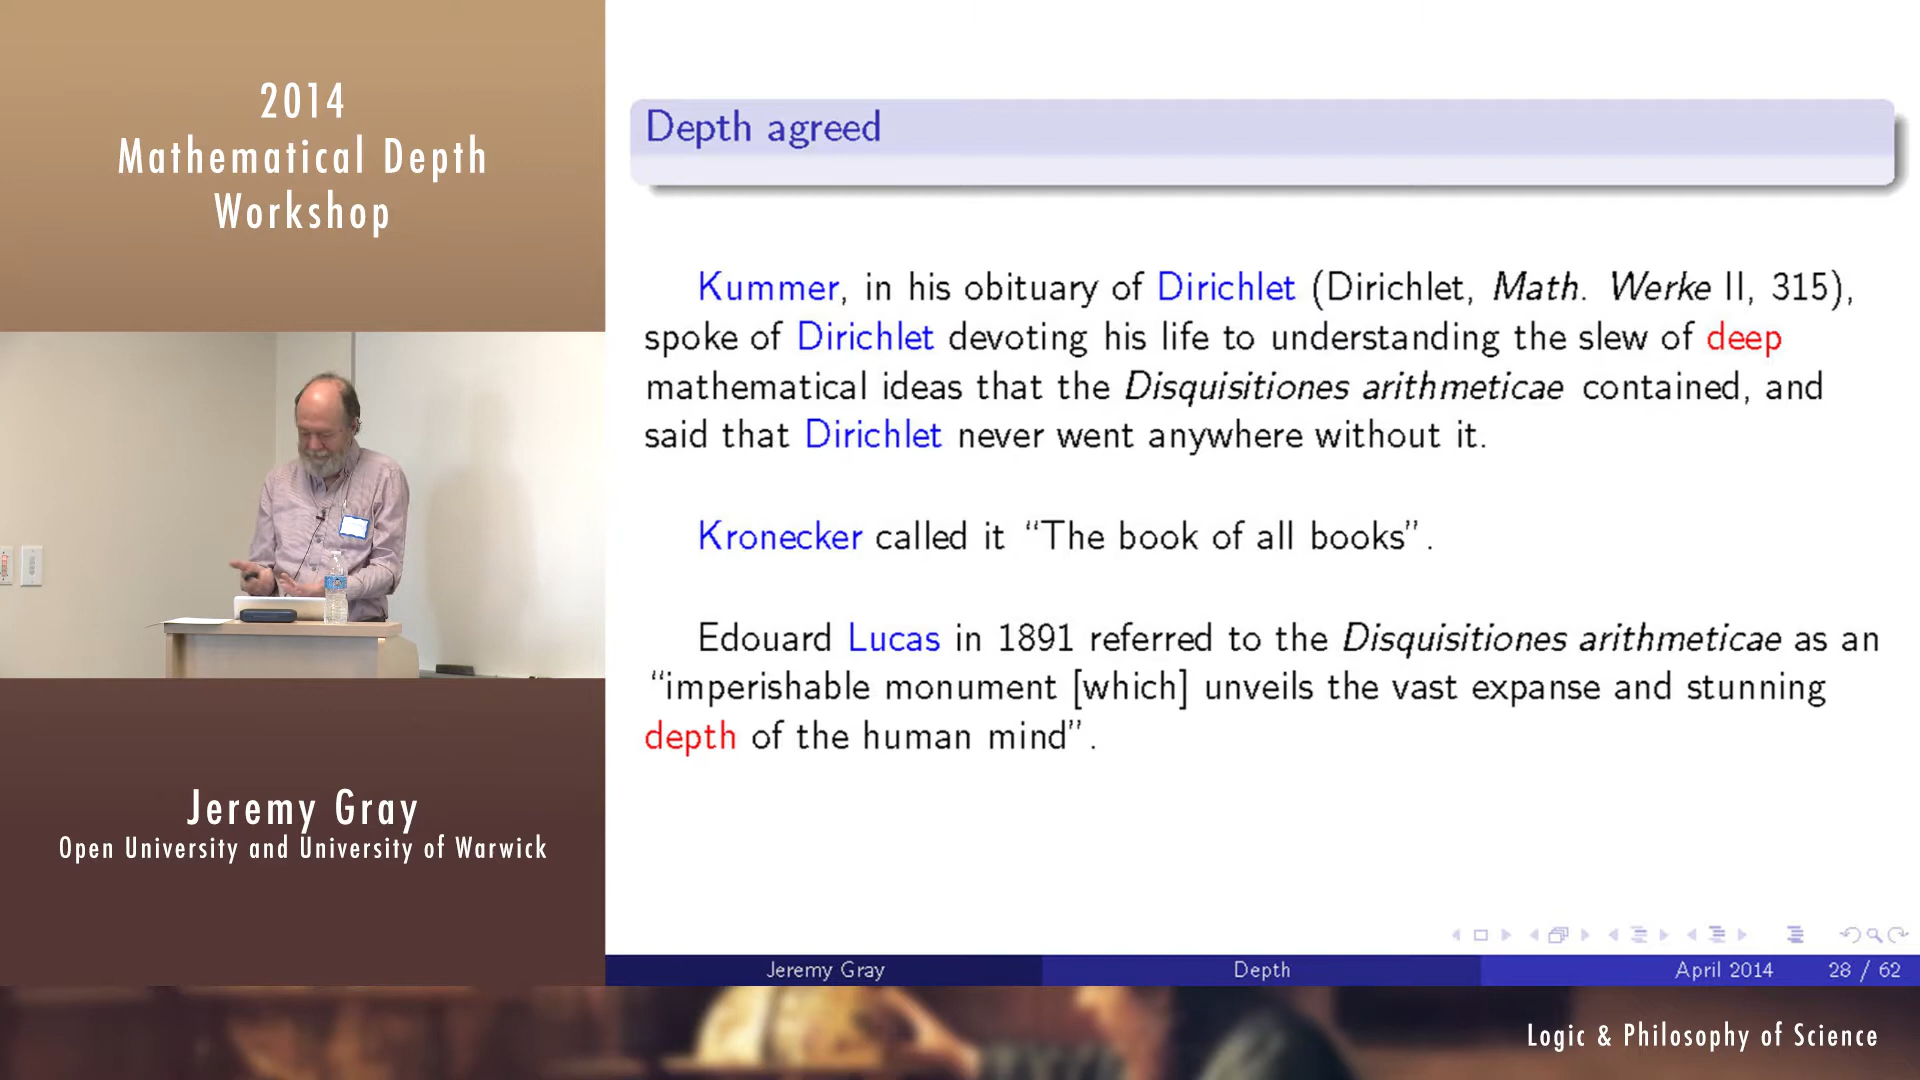 2014
Mathematical Depth
Workshop
Jeremy Gray
Open University and University of Warwick
Depth agreed
Kummer, in his obituary of Dirichlet (Dirichlet, Math. Werke II, 315),
spoke of Dirichlet devoting his life to understanding the slew of deep
mathematical ideas that the Disquisitiones arithmeticae contained, and
said that Dirichlet never went anywhere without it.
Kronecker called it “The book of all books”.
Edouard Lucas in 1891 referred to the Disquisitiones arithmeticae as an
“imperishable monument [which] unveils the vast expanse and stunning
depth of the human mind”.
Jeremy Gray
Depth
April 2014
28 / 62
Logic & Philosophy of Science